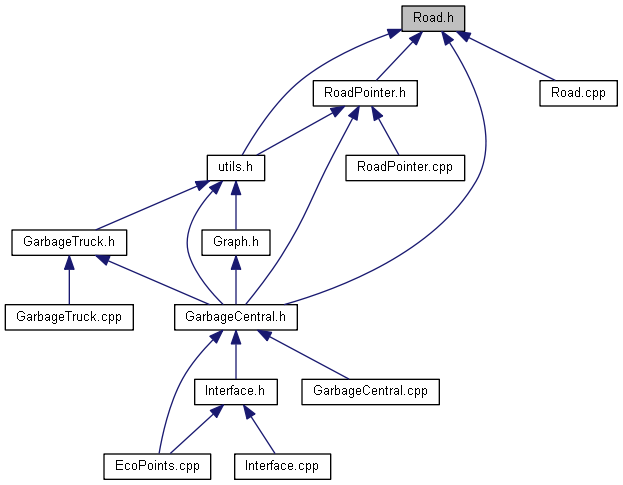 Road.h
RoadPointer.h
Road.cpp
utils.h
RoadPointer.cpp
GarbageTruck.h
Graph.h
GarbageTruck.cpp
GarbageCentral.h
Interface.h
GarbageCentral.cpp
EcoPoints.cpp
Interface.cpp